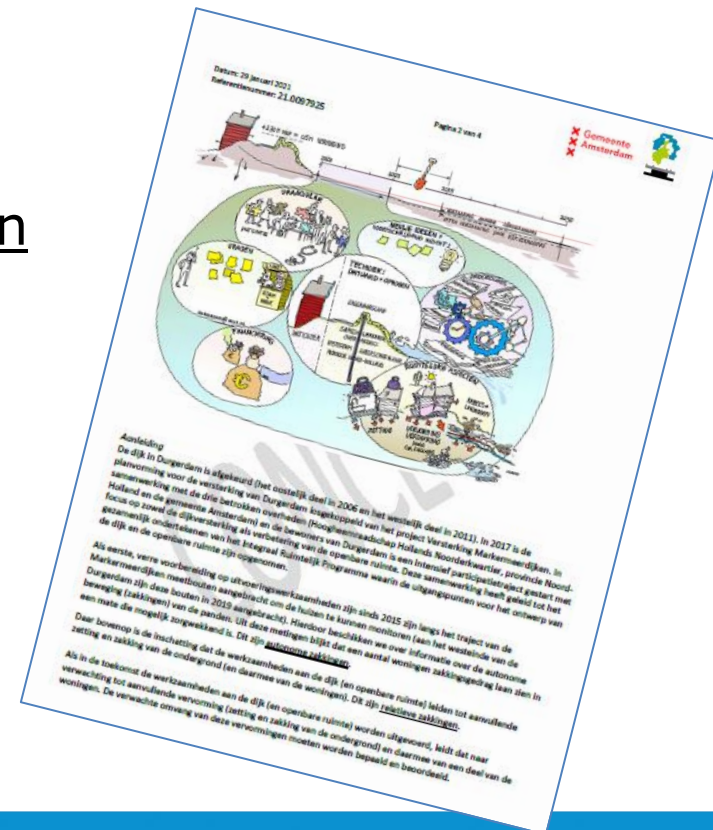 n
Datum: 29 januari 2021
Referentienummer: 21.0097925
Pagina 2 van 4
Gemeente
Amsterdam
VRAGEN
FINANCIERING
TECHNIEK:
ZETTING
Aanleiding
De dijk in Durgerdam is afgekeurd (het oostelijk deel in 2006 en het westelijk deel in 2011). In 2017 is de
planvorming voor de versterking van Durgerdam losgekoppeld van het project Versterking Markermeerdijken. In
samenwerking met de drie betrokken overheden (Hoogheemraadschap Hollands Noorderkwartier, provincie Noord-
Holland en de gemeente Amsterdam) en de bewoners van Durgerdam is een intensief participatietraject gestart met
focus op zowel de dijkversterking als verbetering van de openbare ruimte. Deze samenwerking heeft geleid tot het
gezamenlijk ondertekenen van het Integraal Ruimtelijk Programma waarin de uitgangspunten voor het ontwerp van
de dijk en de openbare ruimte zijn opgenomen.
Als eerste, verre voorbereiding op uitvoeringswerkzaamheden zijn sinds 2015 zijn langs het traject van de
Markermeerdijken meetbouten aangebracht om de huizen te kunnen monitoren (aan het westeinde van de
Durgerdam zijn deze bouten in 2019 aangebracht). Hierdoor beschikken we over informatie over de autonome
beweging (zakkingen) van de panden. Uit deze metingen blijkt dat een aantal woningen zakkingsgedrag laan zien in
een mate die mogelijk zorgwekkend is. Dit zijn autonome zakkingen.
Daar bovenop is de inschatting dat de werkzaamheden aan de dijk (en openbare ruimte) leiden tot aanvullende
zetting en zakking van de ondergrond (en daarmee van de woningen). Dit zijn relatieve zakkingen.
Als in de toekomst de werkzaamheden aan de dijk (en openbare ruimte) worden uitgevoerd, leidt dat naar
verwachting tot aanvullende vervorming (zetting en zakking van de ondergrond) en daarmee van een deel van de
woningen. De verwachte omvang van deze vervormingen moeten worden bepaald en beoordeeld.